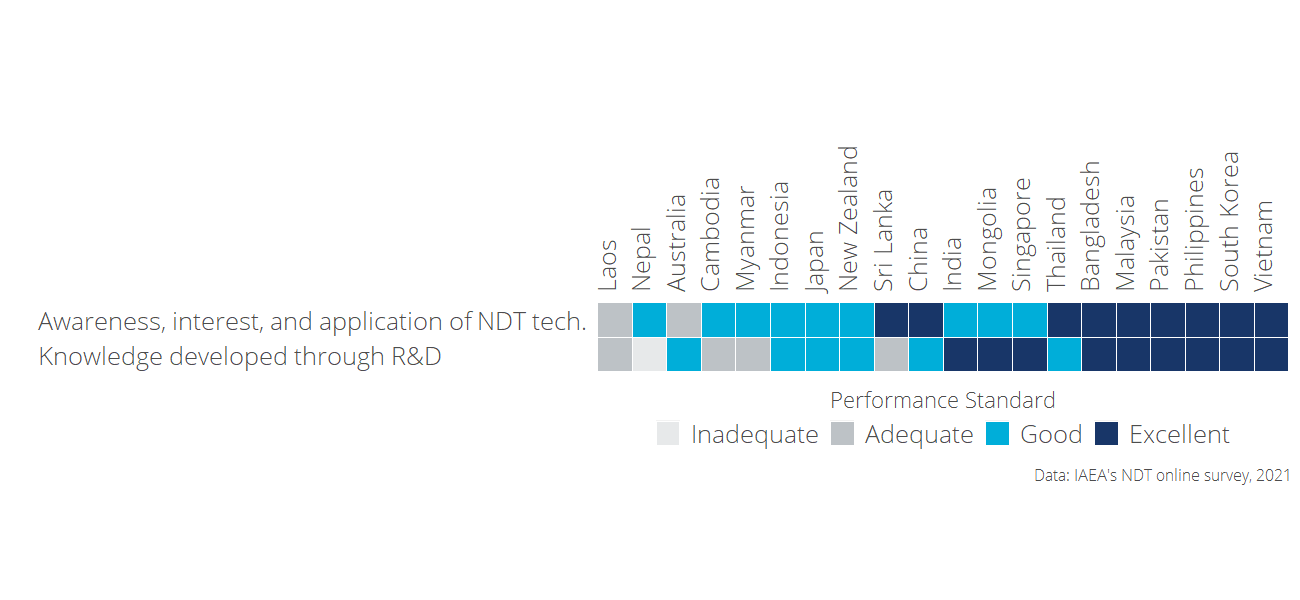 Laos
Nepal
Australia
Cambodia
Myanmar
Indonesia
Japan
New Zealand
Sri Lanka
China
India
Mongolia
Singapore
Thailand
Bangladesh
Malaysia
Pakistan
Philippines
South Korea
Vietnam
Awareness, interest, and application of NDT tech.
Knowledge developed through R&D
Performance Standard
Inadequate Adequate Good Excellent
Data: IAEA's NDT online survey, 2021